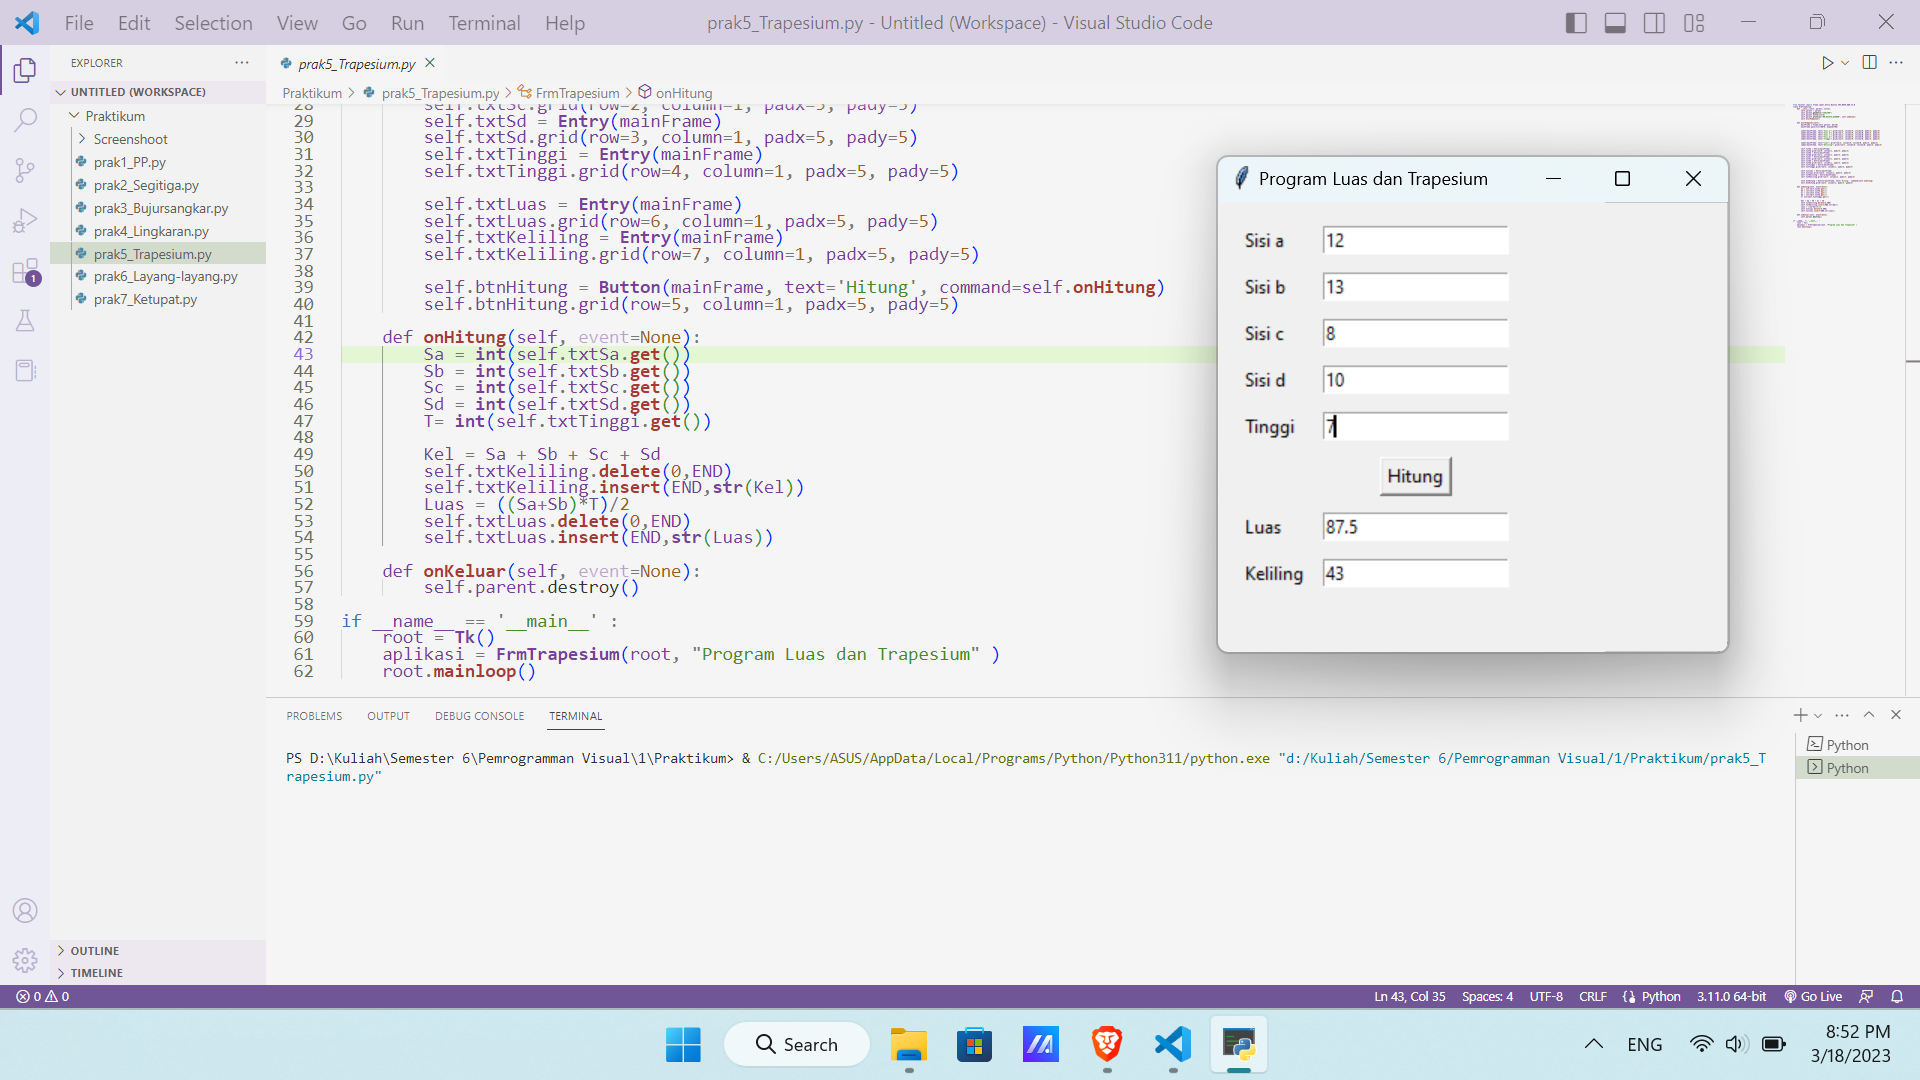 File Edit Selection View Go Run Terminal Help
prak5_Trapesium.py - Untitled (Workspace) - Visual Studio Code
EXPLORER
UNTITLED (WORKSPACE)
Praktikum
Screenshoot
prak1_PP.py
prak2_Segitiga.py
prak3_Bujursangkar.py
prak4_Lingkaran.py
prak5_Trapesium.py
prak6_Layang-layang.py
prak7_Ketupat.py
1
OUTLINE
TIMELINE
prak5_Trapesium.py
Praktikum > prak5_Trapesium.py > FrmTrapesium > onHitung
28 self.txtSc.grid(row=2, column=1, padx=5, pady=5)
29 self.txtSd = Entry(mainFrame)
30 self.txtSd.grid(row=3, column=1, padx=5, pady=5)
31 self.txtTinggi = Entry(mainFrame)
32 self.txtTinggi.grid(row=4, column=1, padx=5, pady=5)
33
34 self.txtLuas = Entry(mainFrame)
35 self.txtLuas.grid(row=6, column=1, padx=5, pady=5)
36 self.txtKeliling = Entry(mainFrame)
37 self.txtKeliling.grid(row=7, column=1, padx=5, pady=5)
38
39 self.btnHitung = Button(mainFrame, text='Hitung', command=self.onHitung)
40 self.btnHitung.grid(row=5, column=1, padx=5, pady=5)
41
42 def onHitung(self, event=None):
43 Sa = int(self.txtSa.get())
44 Sb = int(self.txtSb.get())
45 Sc = int(self.txtSc.get())
46 Sd = int(self.txtSd.get())
47 T= int(self.txtTinggi.get())
48
49 Kel = Sa + Sb + Sc + Sd
50 self.txtKeliling.delete(0,END)
51 self.txtKeliling.insert(END,str(Kel))
52 Luas = ((Sa+Sb)*T)/2
53 self.txtLuas.delete(0,END)
54 self.txtLuas.insert(END,str(Luas))
55
56 def onKeluar(self, event=None):
57 self.parent.destroy()
58
59 if __name__ == '__main__' :
60 root = Tk()
61 aplikasi = FrmTrapesium(root, "Program Luas dan Trapesium" )
62 root.mainloop()
Program Luas dan Trapesium
Sisi a 12
Sisi b 13
Sisi c 8
Sisi d 10
Tinggi 7
Hitung
Luas 87.5
Keliling 43
PROBLEMS OUTPUT DEBUG CONSOLE TERMINAL
PS D:\Kuliah\Semester 6\Pemrogramman Visual\1\Praktikum> & C:/Users/ASUS/AppData/Local/Programs/Python/Python311/python.exe "d:/Kuliah/Semester 6/Pemrogramman Visual/1/Praktikum/prak5_T
rapesium.py"
Python
Python
0 0
Ln 43, Col 35 Spaces: 4 UTF-8 CRLF Python 3.11.0 64-bit Go Live
Search
ENG
8:52 PM
3/18/2023